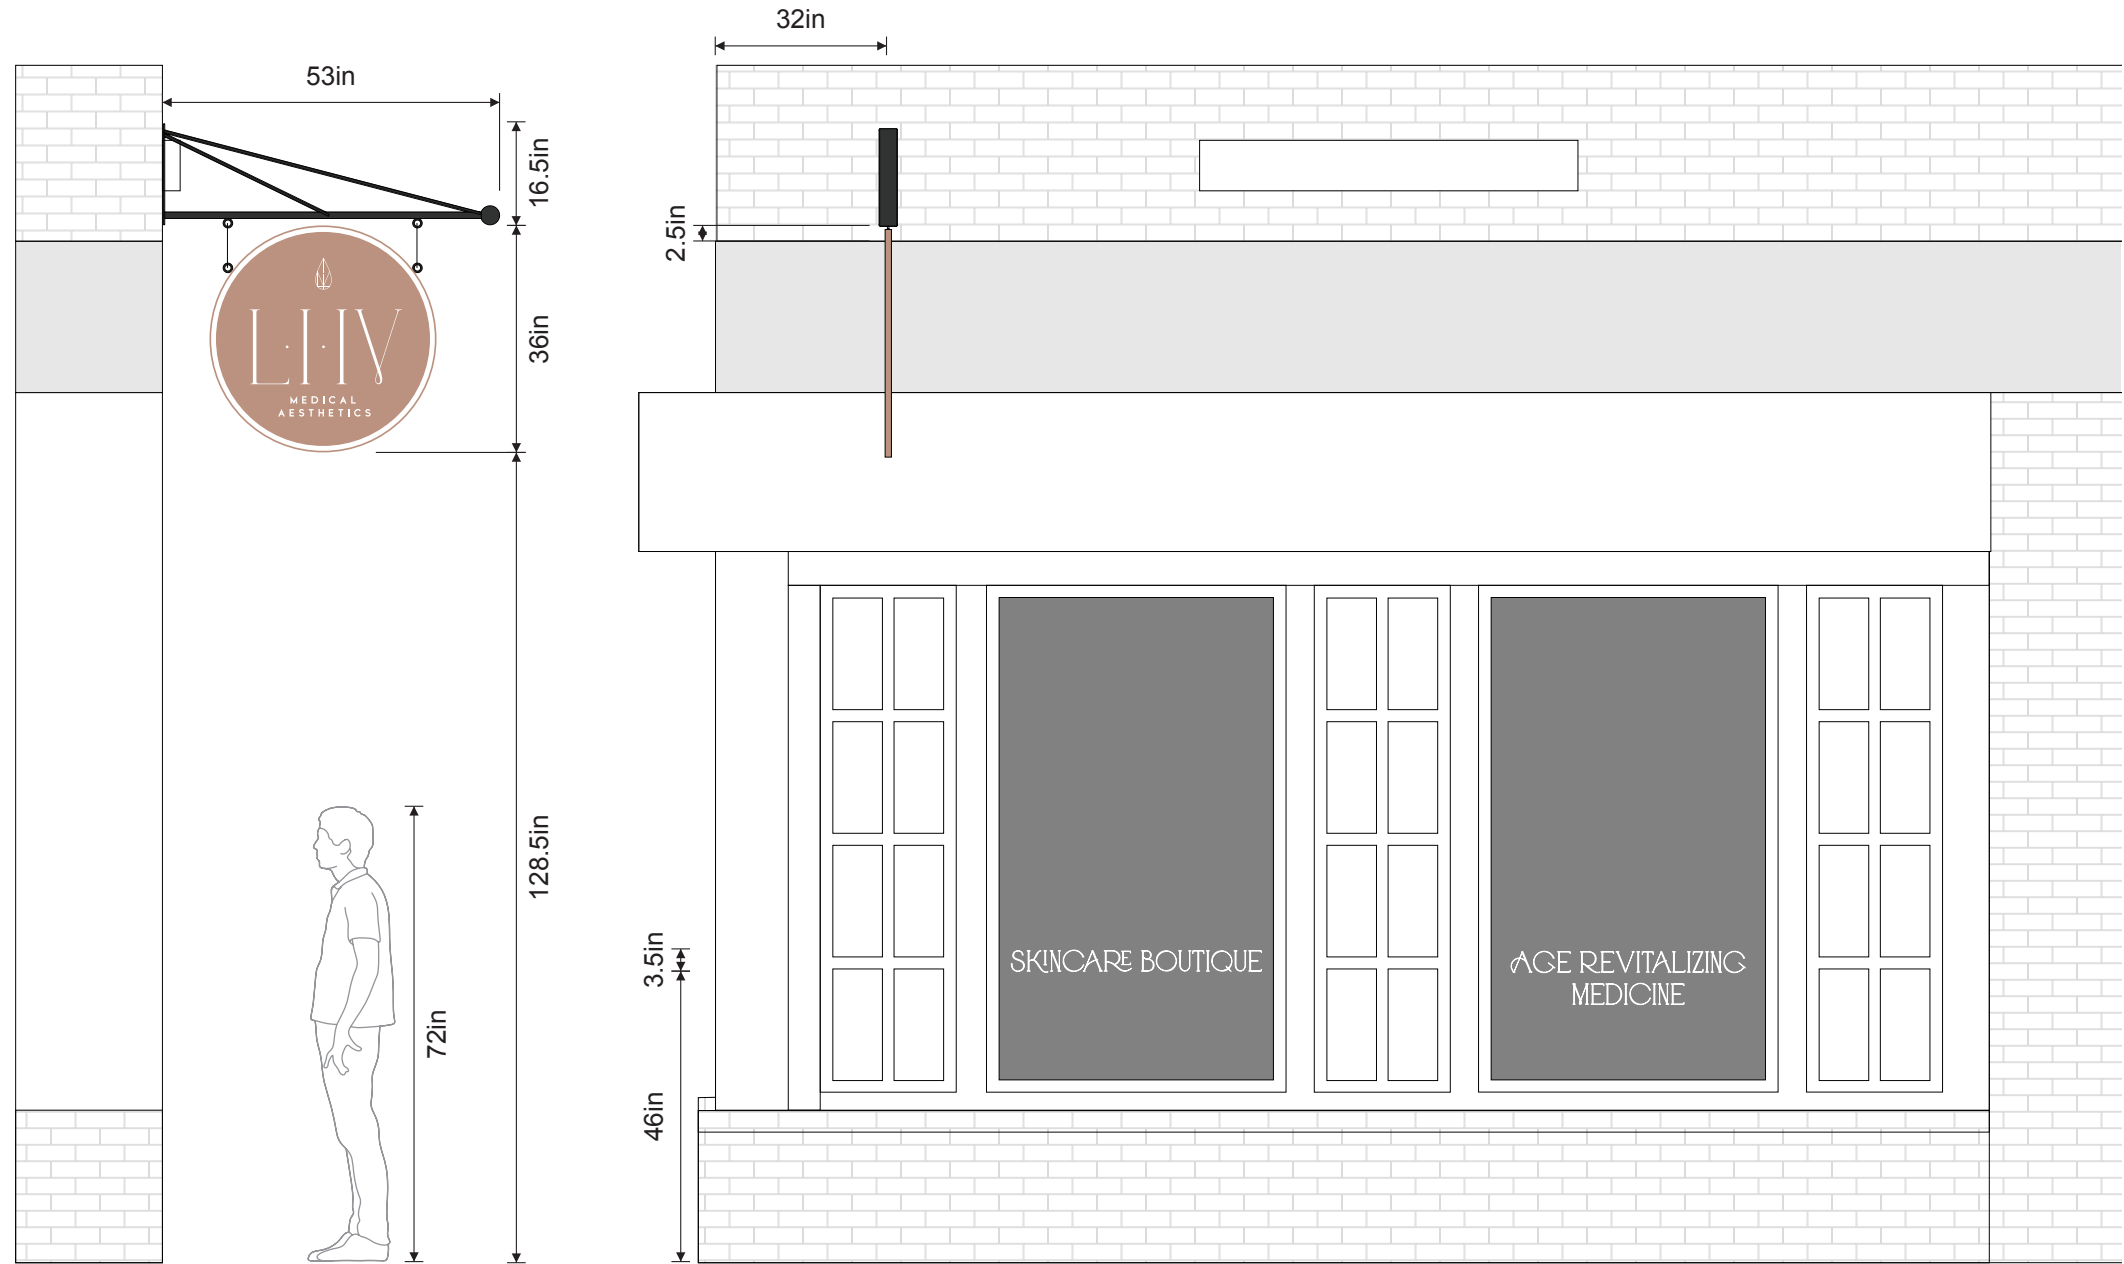 32in
53in
16.5in
2.5in
36in
L·I·IV
MEDICAL
AESTHETICS
128.5in
72in
3.5in
46in
SKINCARE BOUTIQUE
AGE REVITALIZING
MEDICINE